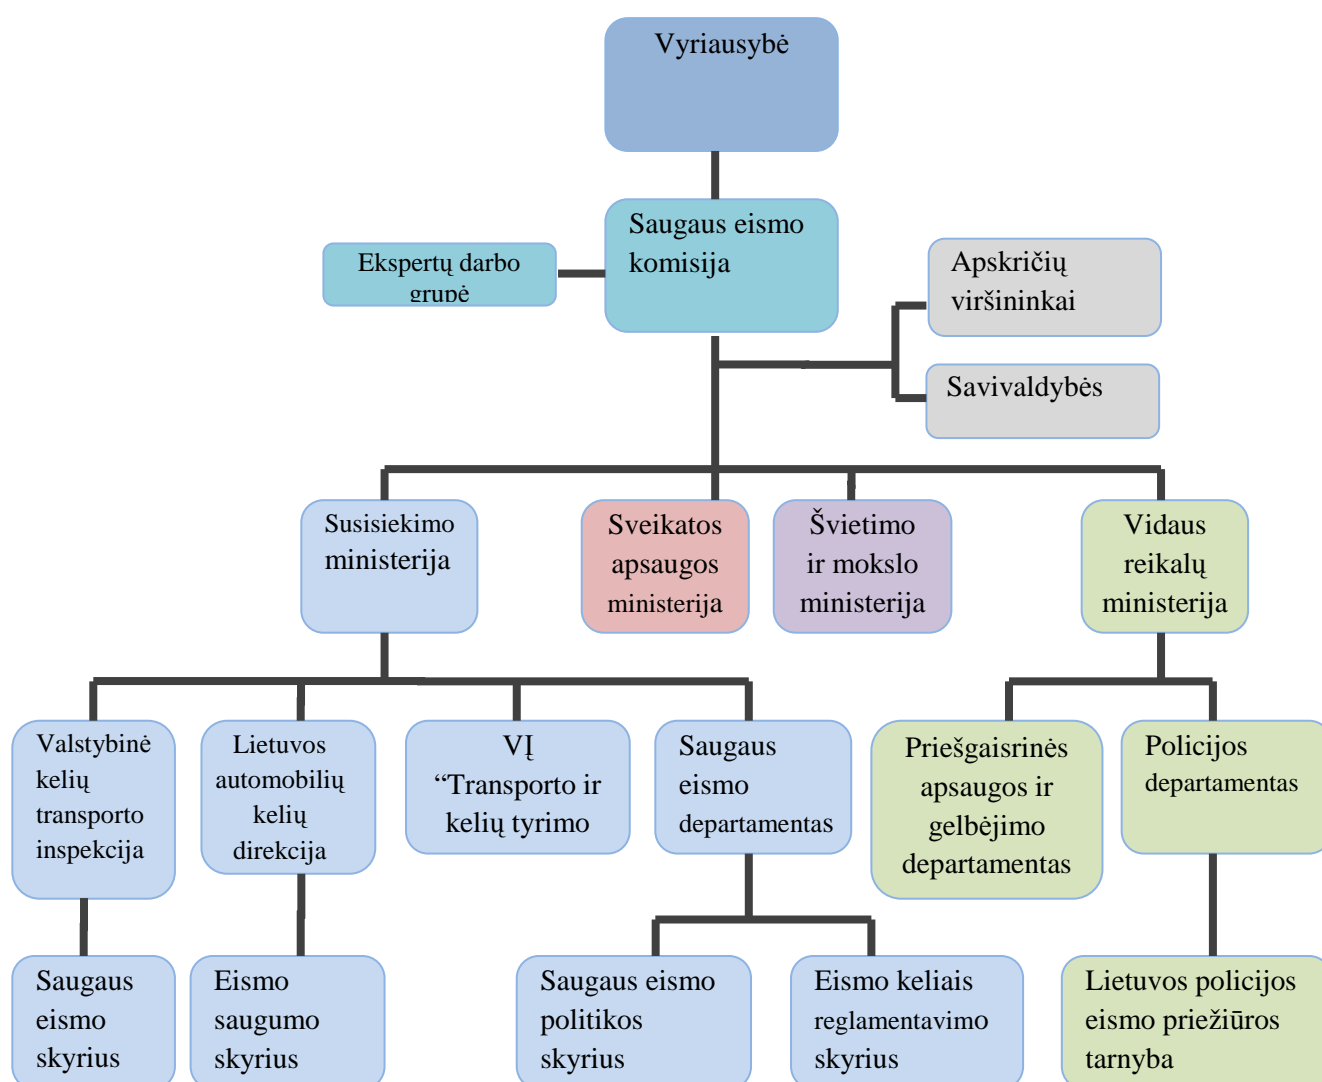 Vyriausybė
Saugaus eismo
komisija
Ekspertų darbo
grupė
Apskričių
viršininkai
Savivaldybės
Susisiekimo
ministerija
Sveikatos
apsaugos
ministerija
Švietimo
ir mokslo
ministerija
Vidaus
reikalų
ministerija
Valstybinė
kelių
transporto
inspekcija
Lietuvos
automobilių
kelių
direkcija
VĮ
“Transporto ir
kelių tyrimo
Saugaus
eismo
departamentas
Priešgaisrinės
apsaugos ir
gelbėjimo
departamentas
Policijos
departamentas
Saugaus
eismo
skyrius
Eismo
saugumo
skyrius
Saugaus eismo
politikos
skyrius
Eismo keliais
reglamentavimo
skyrius
Lietuvos policijos
eismo priežiūros
tarnyba